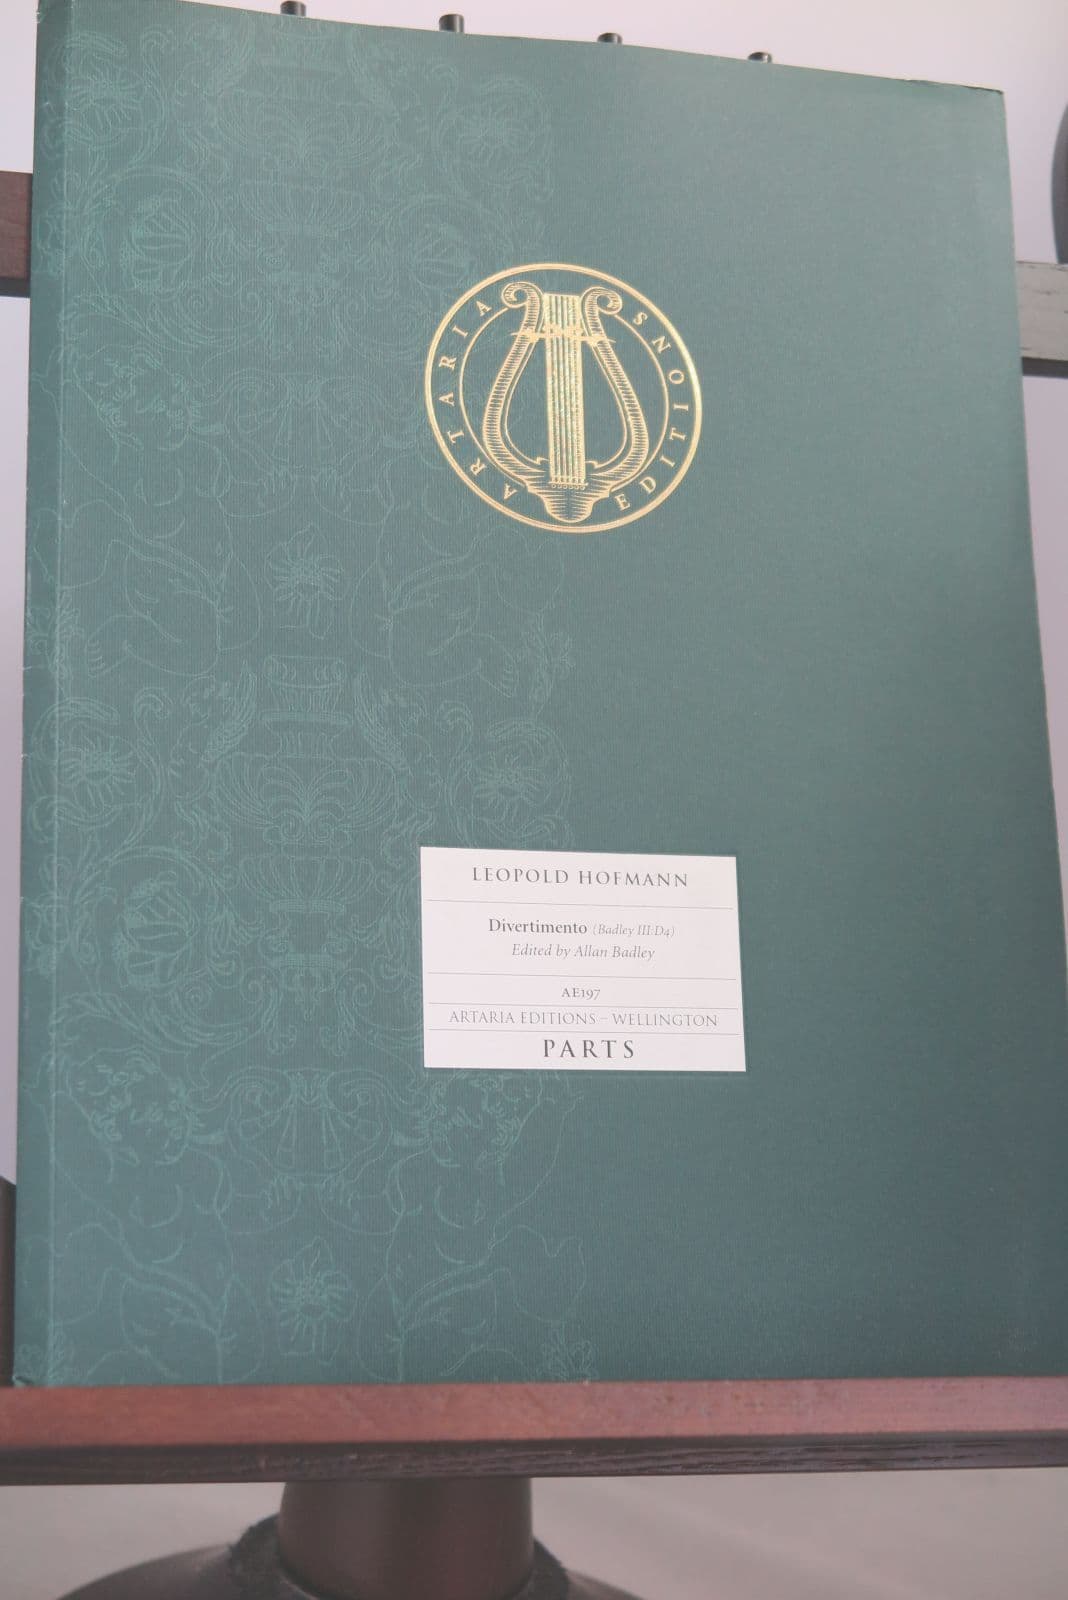 ARTARIA EDITIONS
LEOPOLD HOFMANN
Divertimento (Badley III:D4)
Edited by Allan Badley
AE197
ARTARIA EDITIONS – WELLINGTON
PARTS